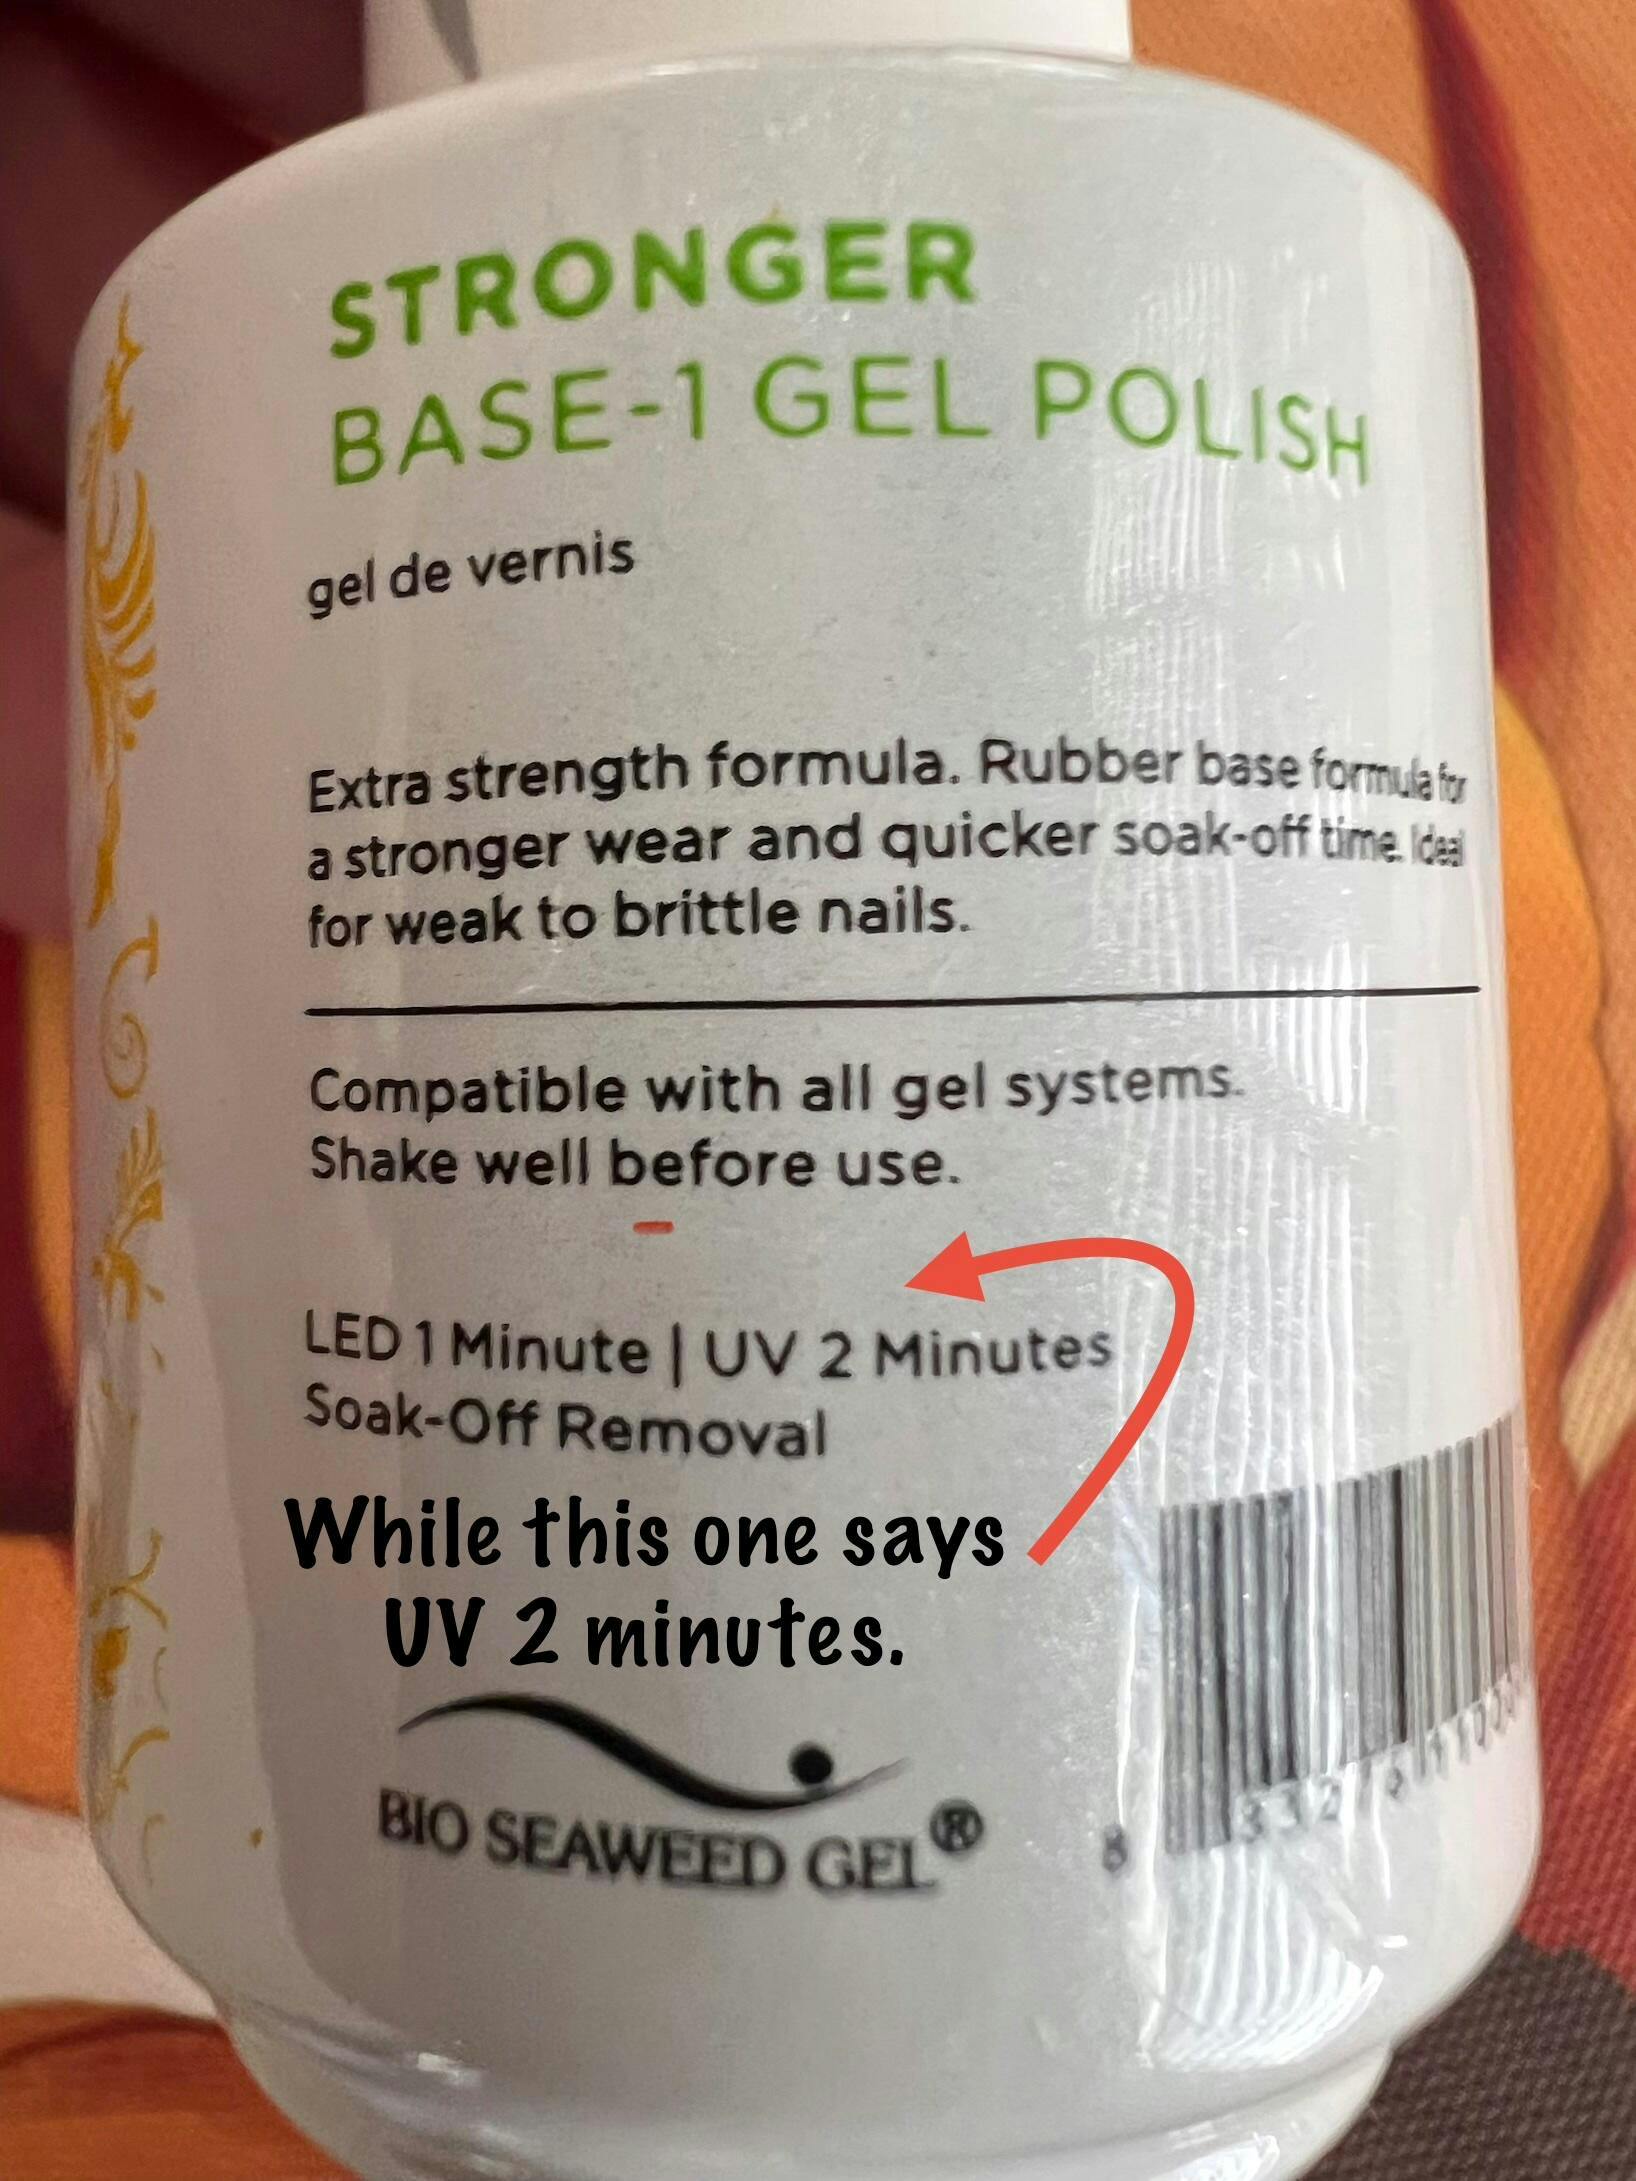 STRONGER
BASE-1 GEL POLISH
gel de vernis
Extra strength formula. Rubber base formula for
a stronger wear and quicker soak-off time. Ideal
for weak to brittle nails.
Compatible with all gel systems.
Shake well before use.
LED 1 Minute | UV 2 Minutes
Soak-Off Removal
While this one says
UV 2 minutes.
BIO SEAWEED GEL®
8